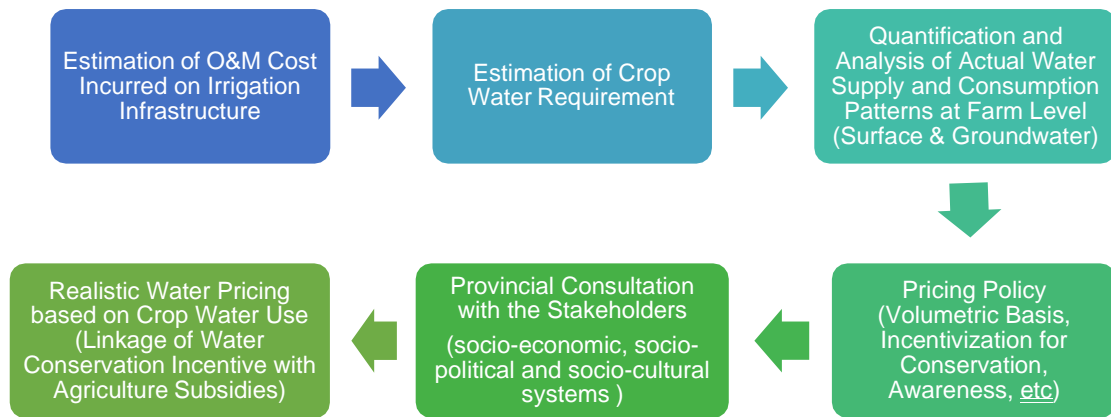 Estimation of O&M Cost
Incurred on Irrigation
Infrastructure
Estimation of Crop
Water Requirement
Quantification and
Analysis of Actual Water
Supply and Consumption
Patterns at Farm Level
(Surface & Groundwater)
Pricing Policy
(Volumetric Basis,
Incentivization for
Conservation,
Awareness, etc)
Provincial Consultation
with the Stakeholders
(socio-economic, socio-
political and socio-cultural
systems )
Realistic Water Pricing
based on Crop Water Use
(Linkage of Water
Conservation Incentive with
Agriculture Subsidies)